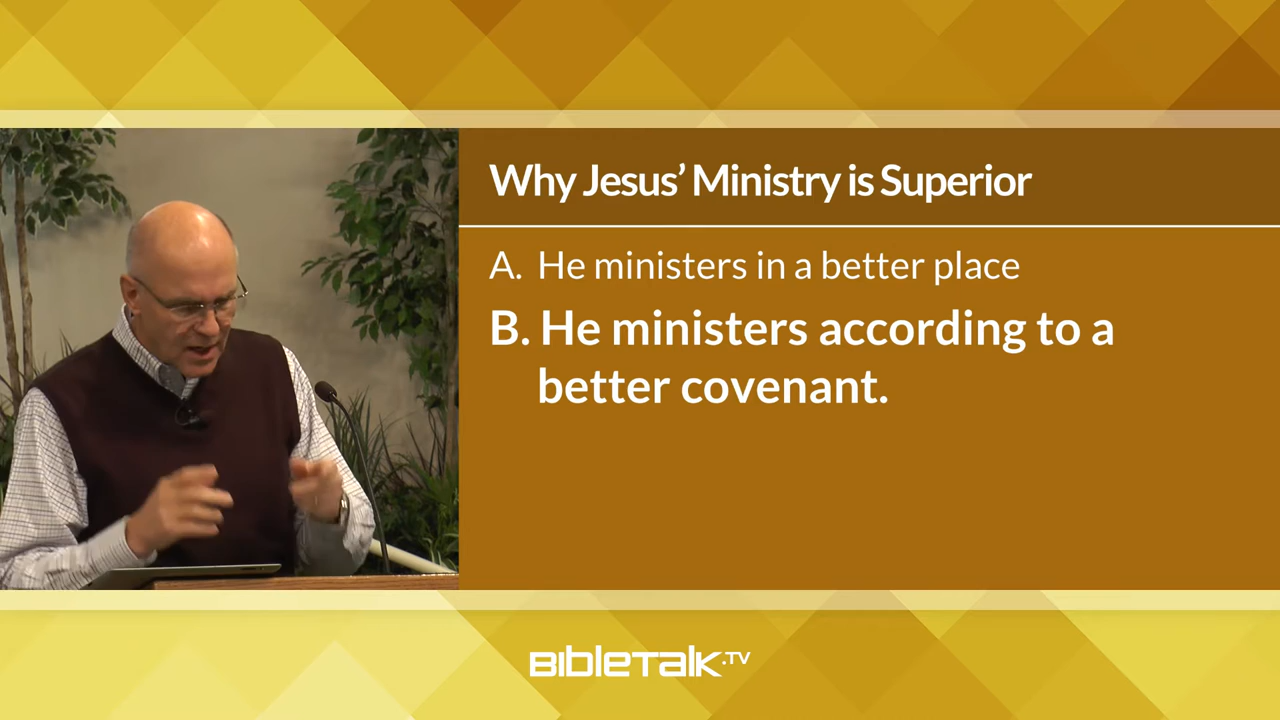 Why Jesus’ Ministry is Superior
A. He ministers in a better place
B. He ministers according to a
better covenant.
BibleTalk.TV